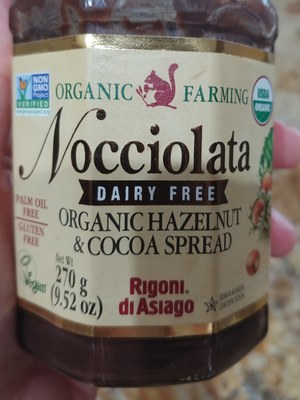 NON
GMO
Project
VERIFIED
ORGANIC FARMING
USDA
ORGANIC
Nocciolata
DAIRY FREE
PALM OIL
FREE
GLUTEN
FREE
ORGANIC HAZELNUT
& COCOA SPREAD
Vegan
Net Wt
270 g
(9.52 oz)
Rigoni
di Asiago